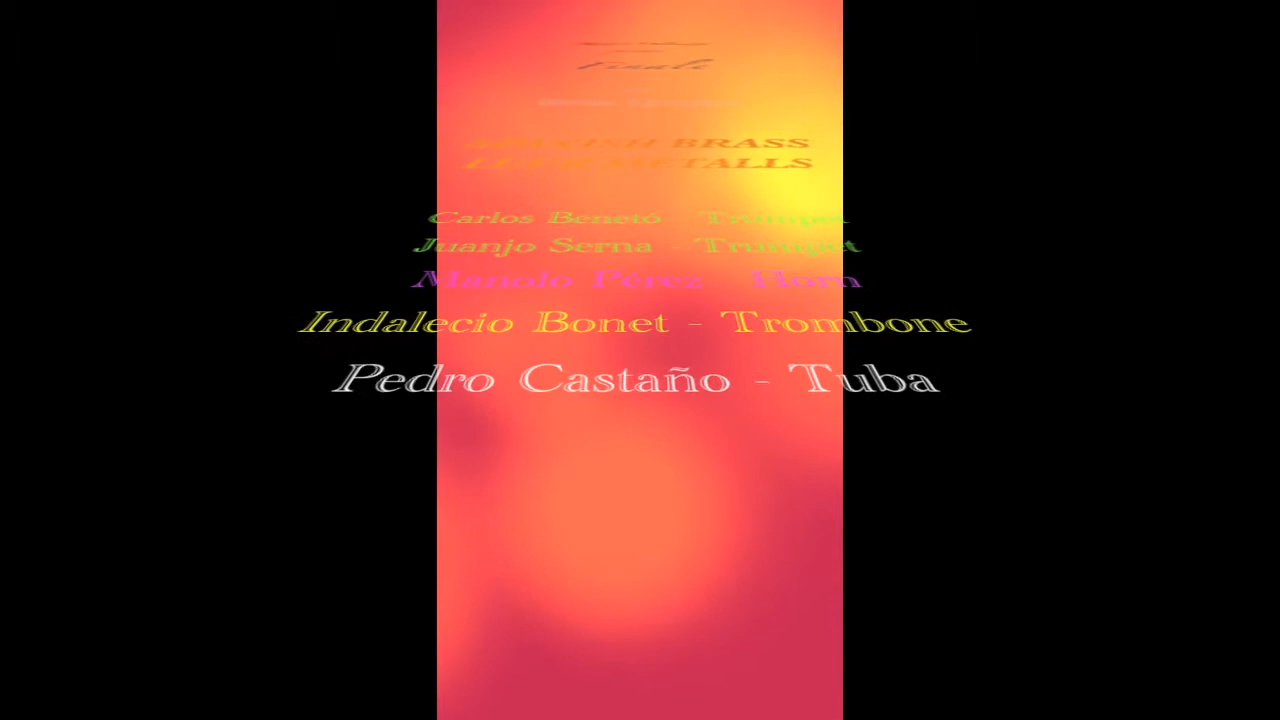 Finale
SPANISH BRASS
LUUR METALLS
Carlos Benetó - Trumpet
Juanjo Serna - Trumpet
Manolo Pérez - Horn
Indalecio Bonet - Trombone
Pedro Castaño - Tuba